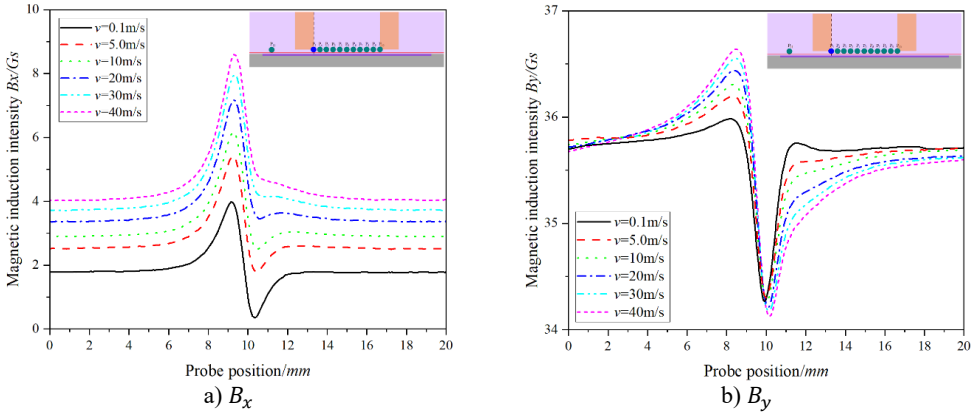 Magnetic induction intensity Bx/Gs
10
8
6
4
2
0
v=0.1m/s
v=5.0m/s
v=10m/s
v=20m/s
v=30m/s
v=40m/s
0 2 4 6 8 10 12 14 16 18 20
Probe position/mm
a) Bx
Magnetic induction intensity By/Gs
37
36
35
34
v=0.1m/s
v=5.0m/s
v=10m/s
v=20m/s
v=30m/s
v=40m/s
0 2 4 6 8 10 12 14 16 18 20
Probe position/mm
b) By